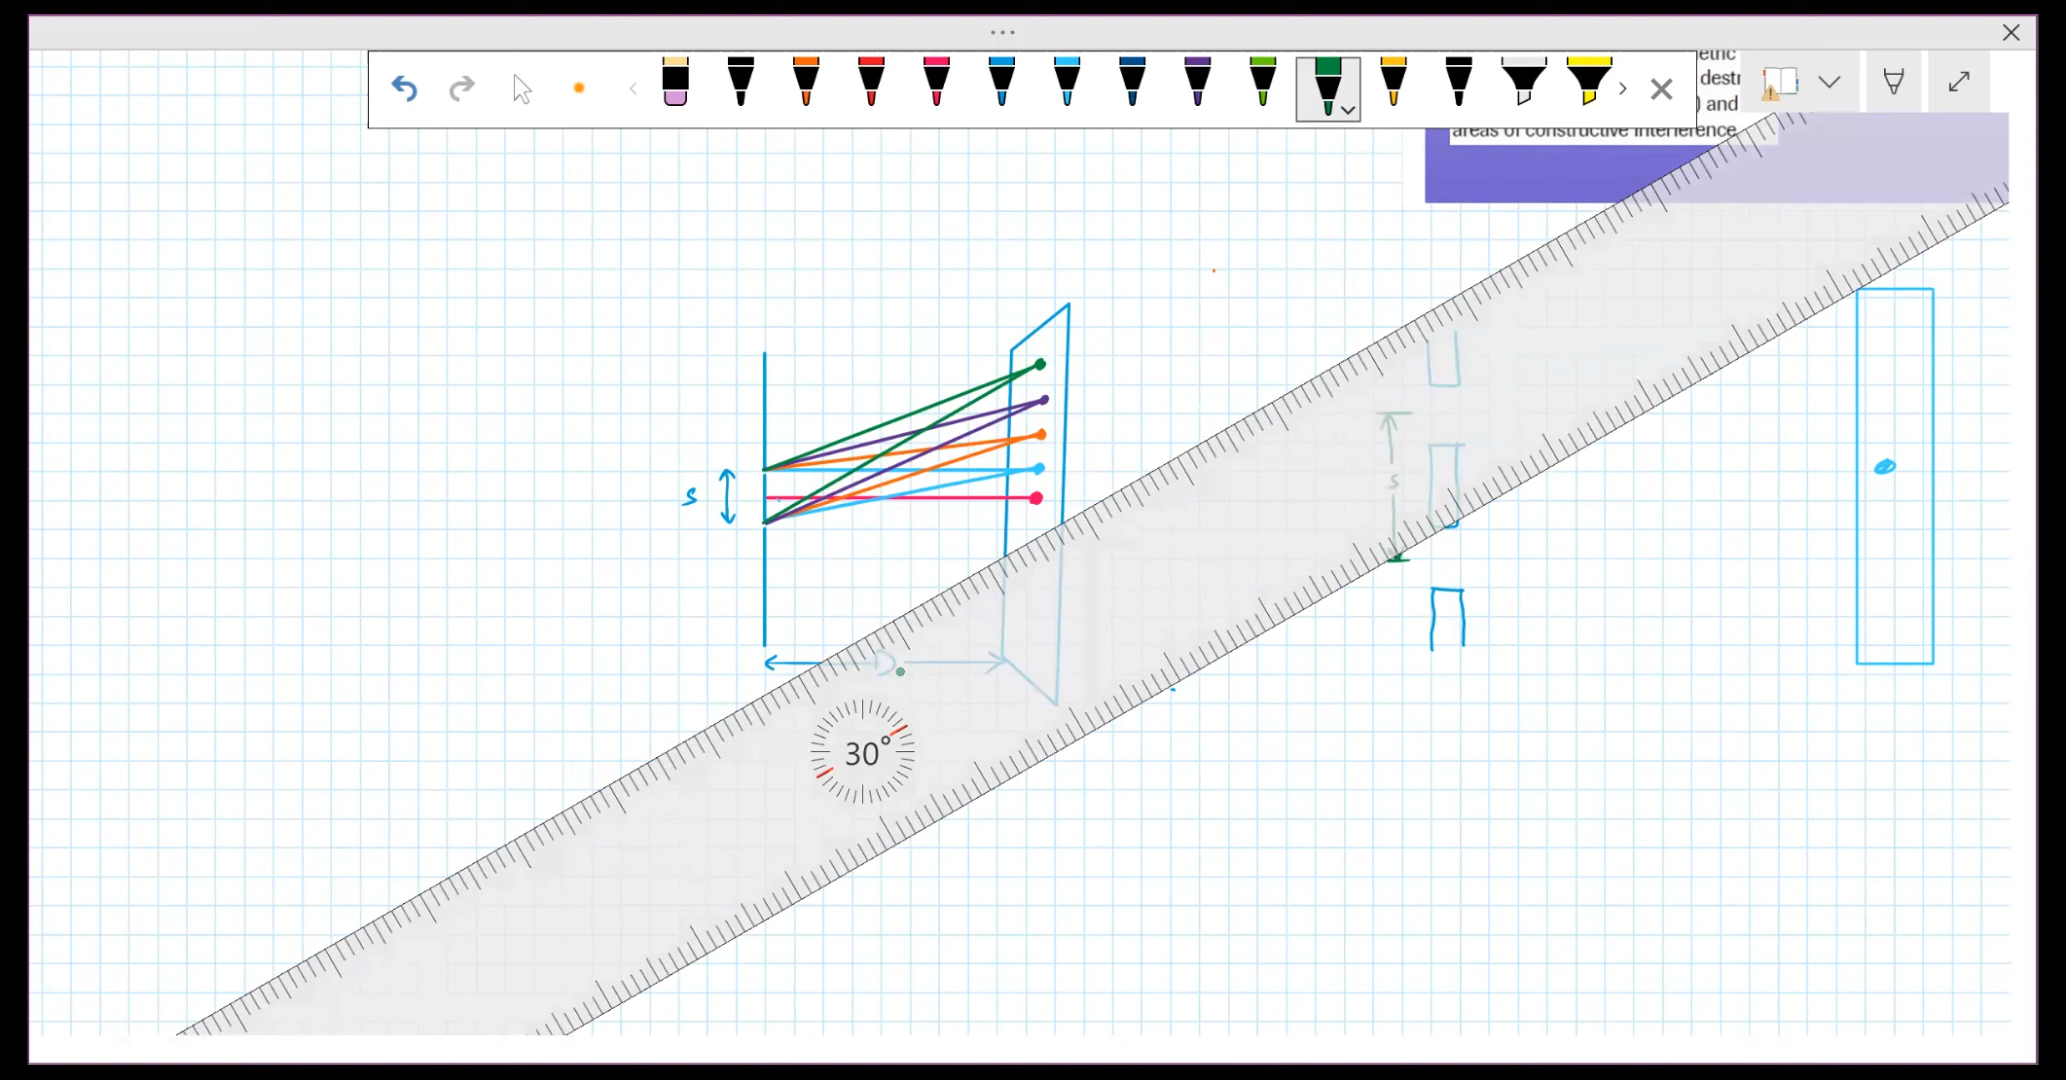 etric
destr
) and
areas of constructive interference
s
s
D
30°